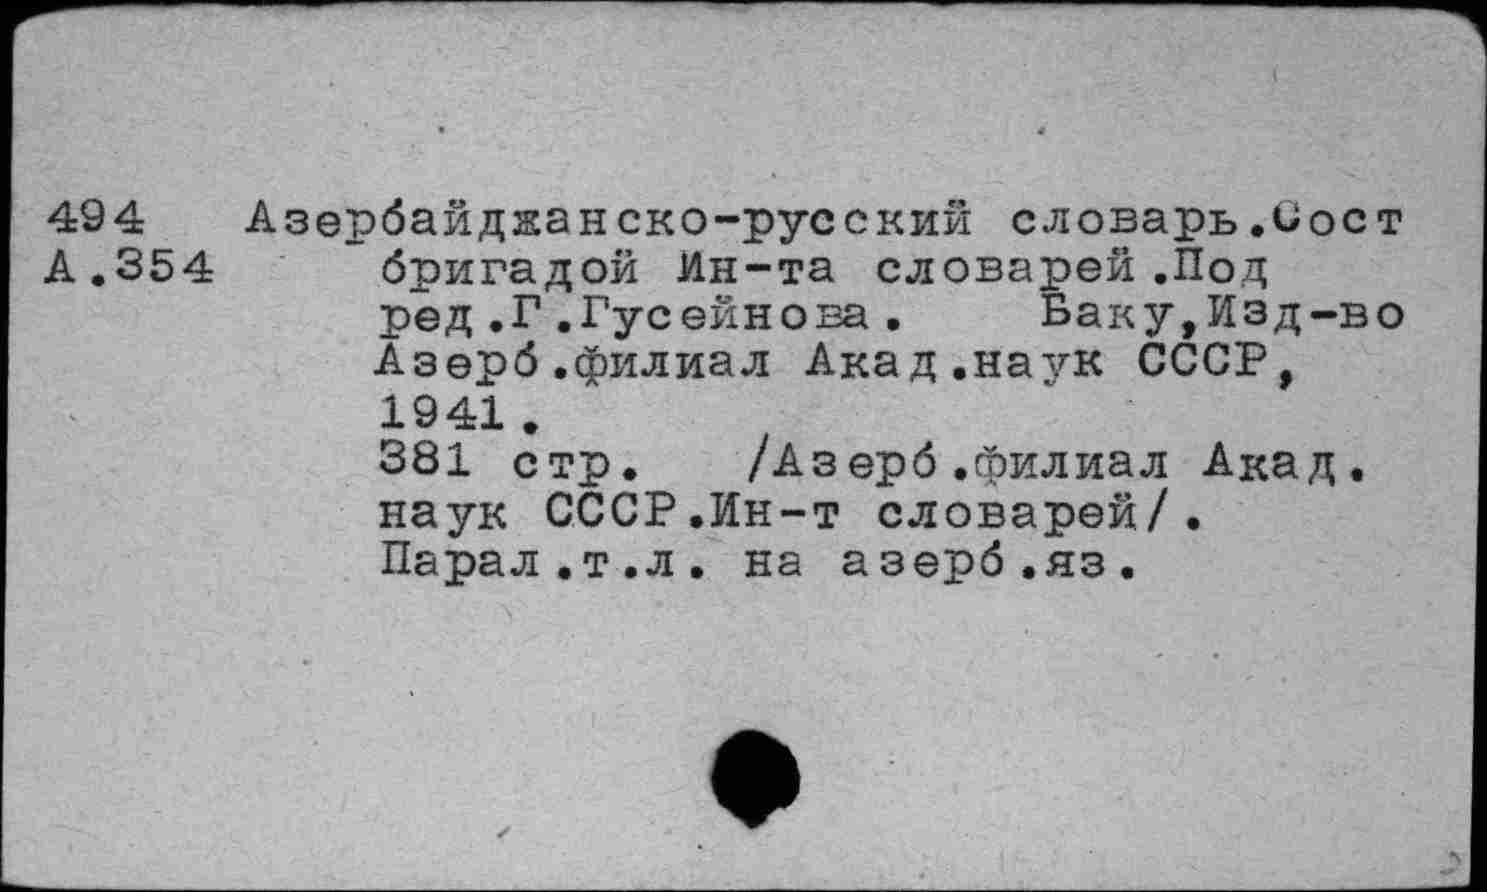 494 Азербайджанско-русский словарь.Сост
А.354 бригадой Ин-та словарей.Под
ред.Г.Гусейнова. Баку,Изд-во
Азерб.филиал Акад.наук СССР,
1941.
381 стр. /Азерб.филиал Акад.
наук СССР.Ин-т словарей/.
Парал.т.л. на азерб.яз.